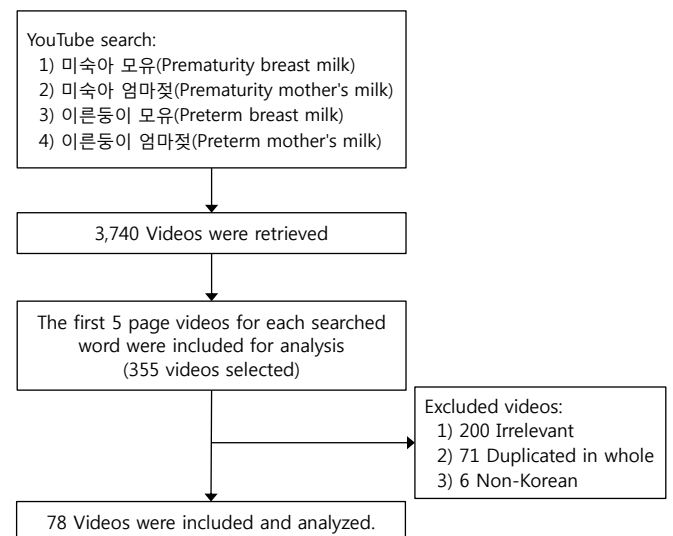 YouTube search:
1) 미숙아 모유(Prematurity breast milk)
2) 미숙아 엄마젖(Prematurity mother's milk)
3) 이른둥이 모유(Preterm breast milk)
4) 이른둥이 엄마젖(Preterm mother's milk)
3,740 Videos were retrieved
The first 5 page videos for each searched
word were included for analysis
(355 videos selected)
Excluded videos:
1) 200 Irrelevant
2) 71 Duplicated in whole
3) 6 Non-Korean
78 Videos were included and analyzed.